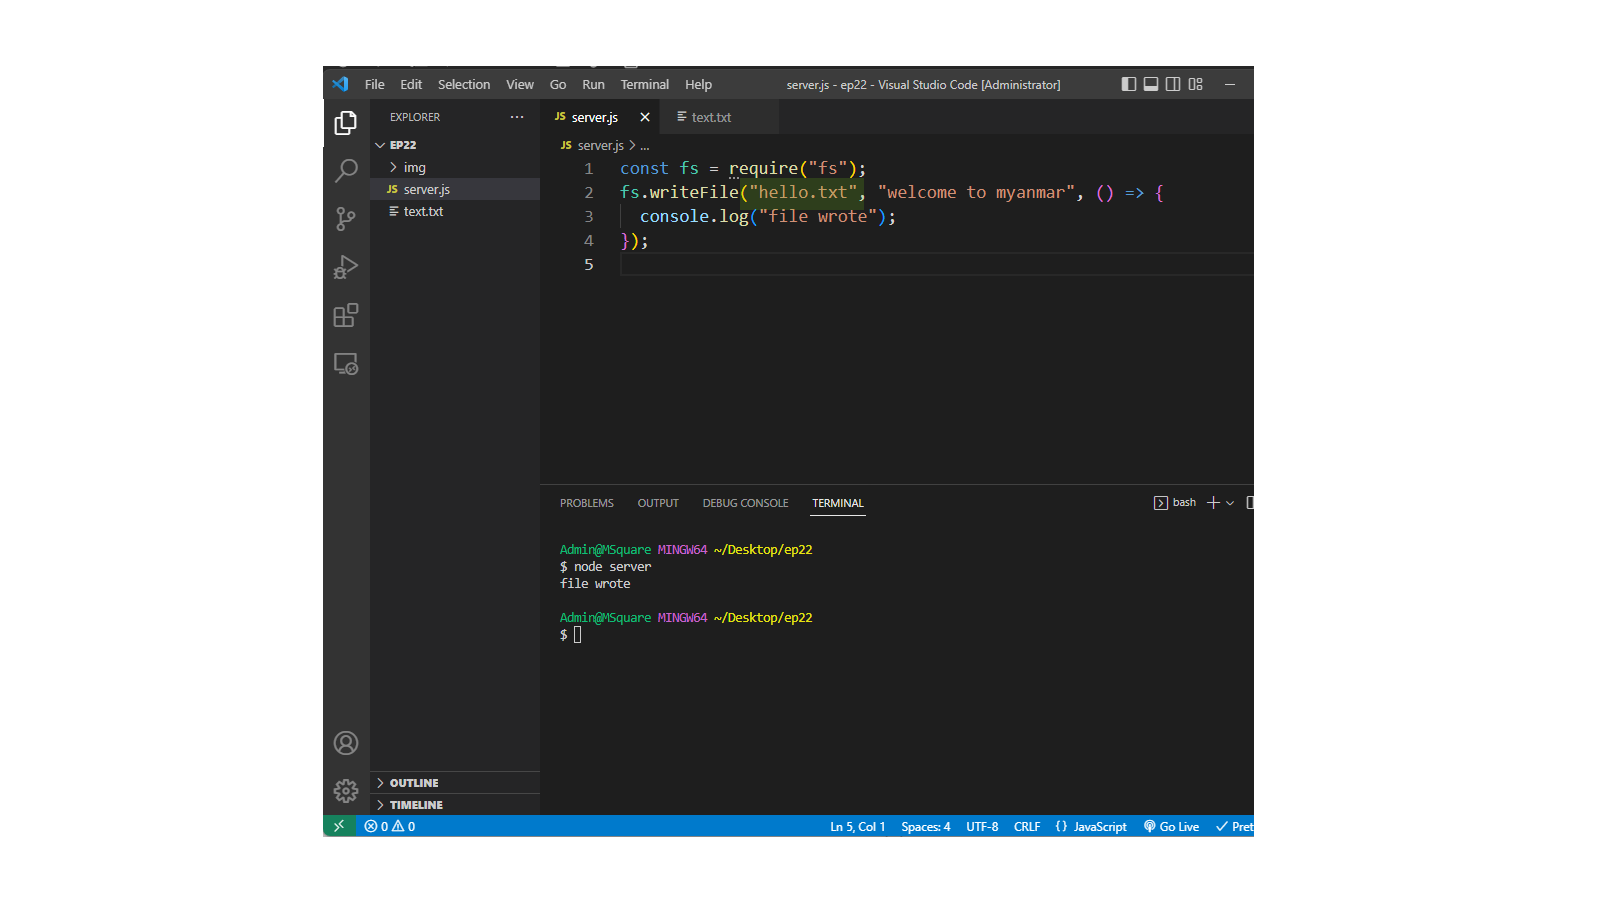 File Edit Selection View Go Run Terminal Help server.js - ep22 - Visual Studio Code [Administrator]
EXPLORER
EP22
img
JS server.js
text.txt
OUTLINE
TIMELINE
JS server.js text.txt
JS server.js > ...
1 const fs = require("fs");
2 fs.writeFile("hello.txt", "welcome to myanmar", () => {
3 console.log("file wrote");
4 });
5
PROBLEMS OUTPUT DEBUG CONSOLE TERMINAL bash
Admin@MSquare MINGW64 ~/Desktop/ep22
$ node server
file wrote
Admin@MSquare MINGW64 ~/Desktop/ep22
$
0 0 Ln 5, Col 1 Spaces: 4 UTF-8 CRLF {} JavaScript Go Live Pret